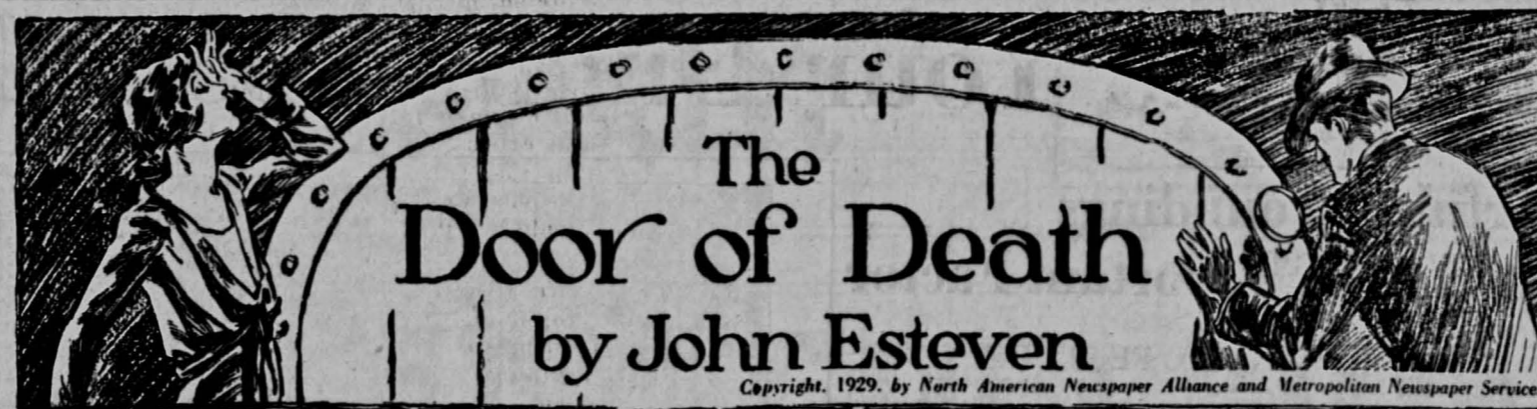 The
Door of Death
by John Esteven
Copyright. 1929. by North American Newspaper Alliance and Metropolitan Newspaper Service